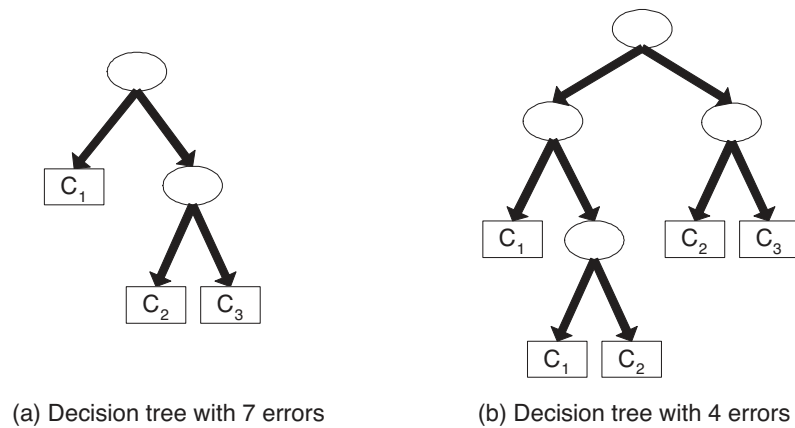 C1
C2 C3
(a) Decision tree with 7 errors
C1
C2 C3
C1 C2
(b) Decision tree with 4 errors